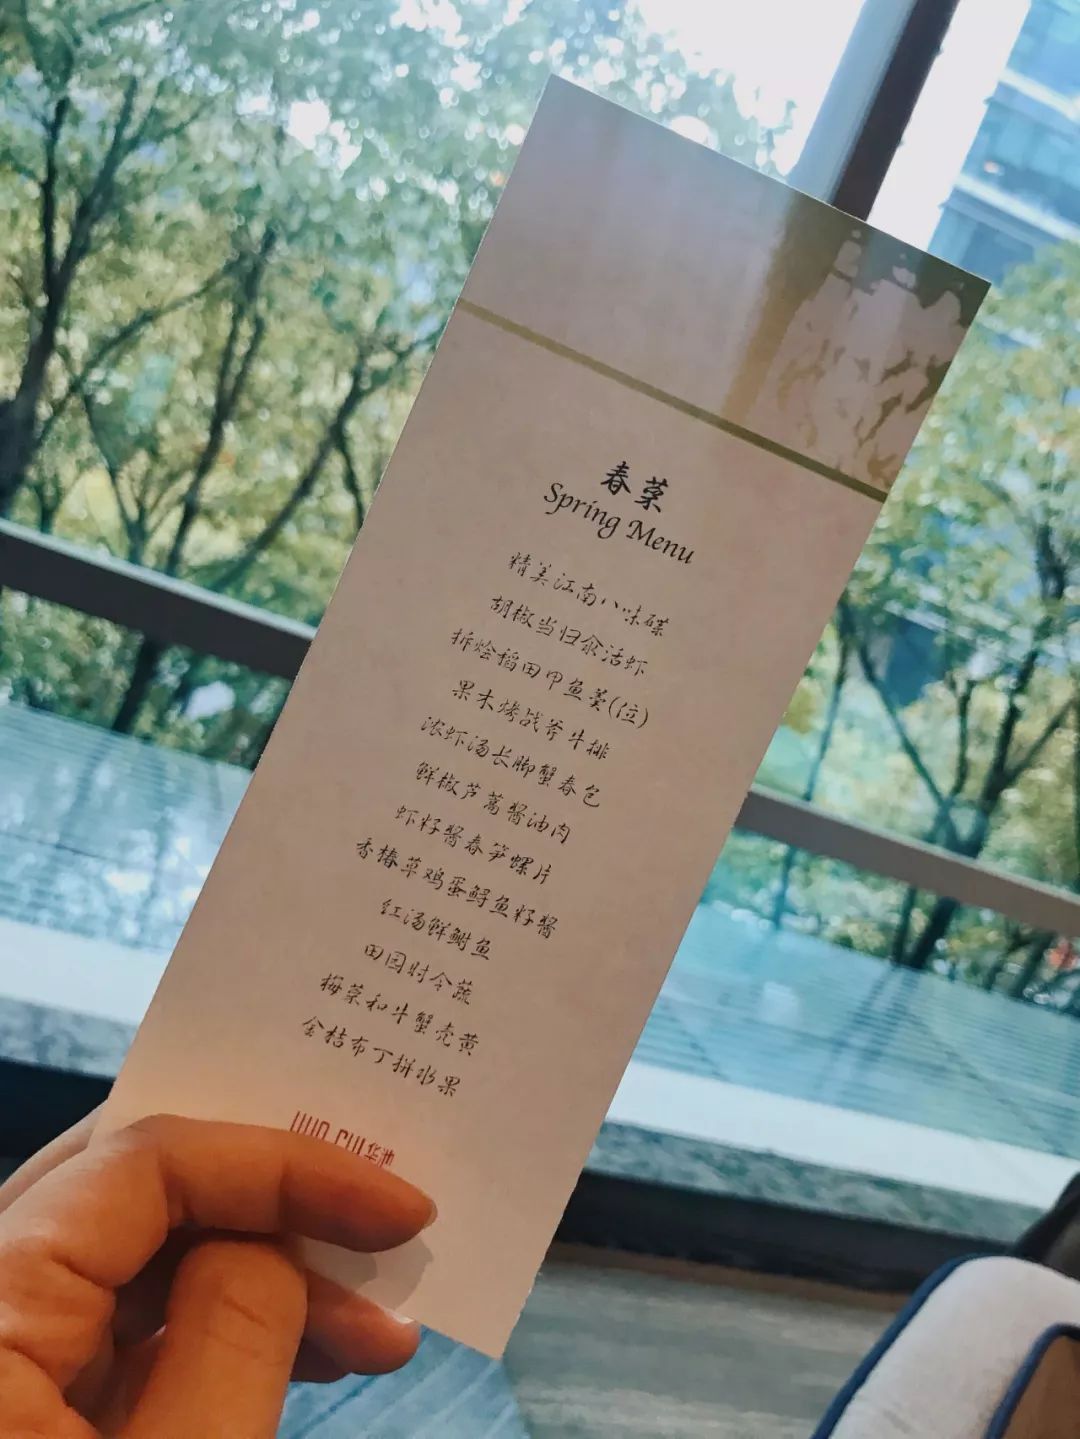 春菜
Spring Menu
精美江南八味碟
胡椒当归汆活虾
拆烩稻田甲鱼羹(位)
果木烤战斧牛排
浓虾汤长脚蟹春包
鲜椒芦蒿酱油肉
虾籽酱春笋螺片
香椿草鸡蛋鲟鱼籽酱
红汤鲜鮰鱼
田园时令蔬
梅菜和牛蟹壳黄
金桔布丁拼水果
华池